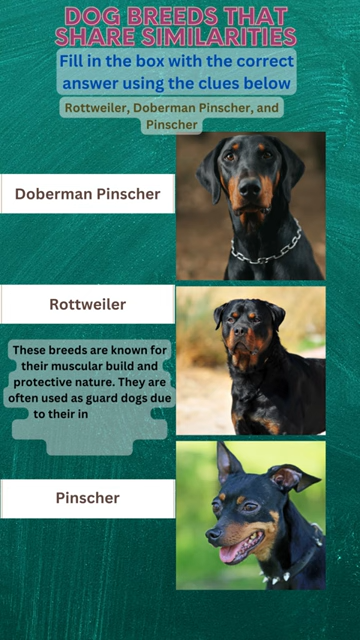 DOG BREEDS THAT
SHARE SIMILARITIES
Fill in the box with the correct
answer using the clues below
Rottweiler, Doberman Pinscher, and
Pinscher
Doberman Pinscher
Rottweiler
These breeds are known for
their muscular build and
protective nature. They are
often used as guard dogs due
to their in
Pinscher